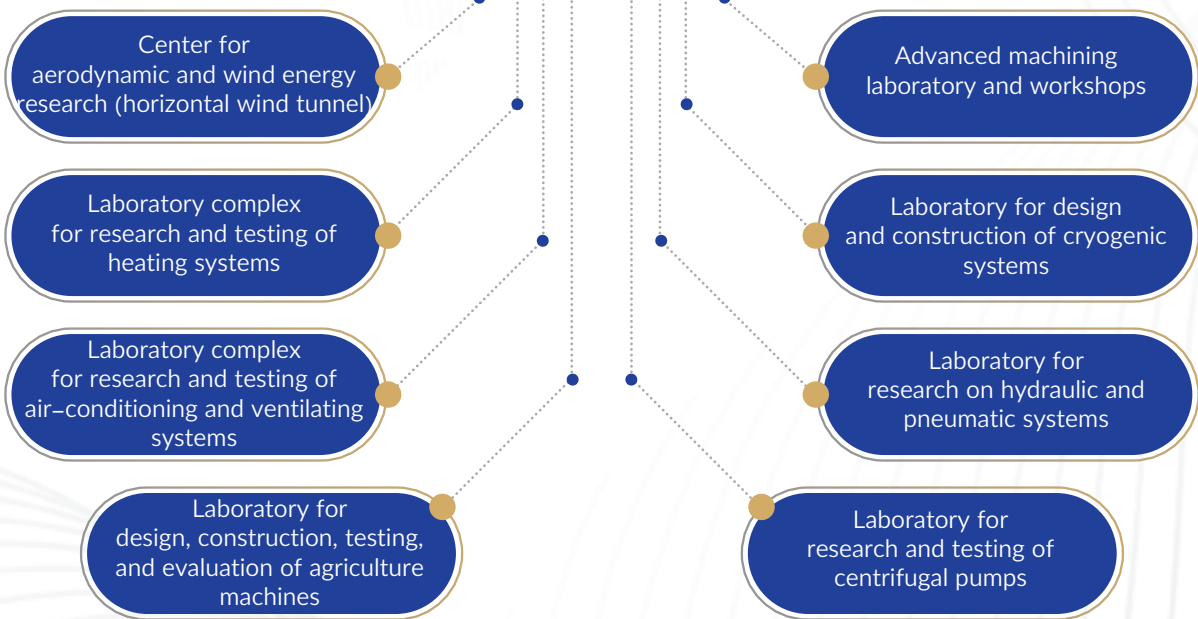 Center for
aerodynamic and wind energy
research (horizontal wind tunnel)
Laboratory complex
for research and testing of
heating systems
Laboratory complex
for research and testing of
air-conditioning and ventilating
systems
Laboratory for
design, construction, testing,
and evaluation of agriculture
machines
Advanced machining
laboratory and workshops
Laboratory for design
and construction of cryogenic
systems
Laboratory for
research on hydraulic and
pneumatic systems
Laboratory for
research and testing of
centrifugal pumps